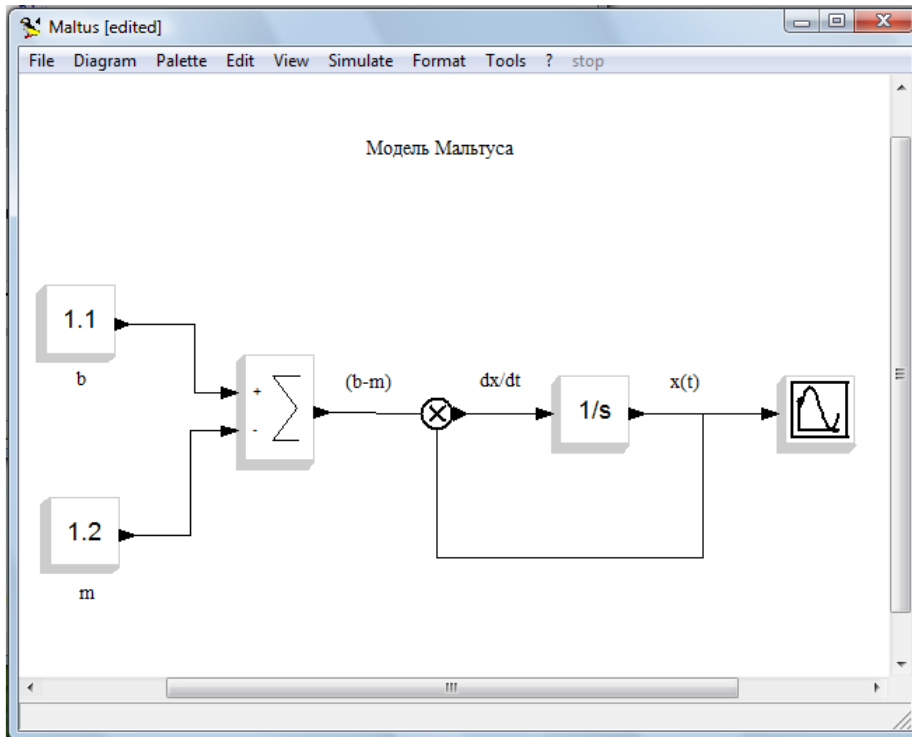 Maltus [edited]
File Diagram Palette Edit View Simulate Format Tools ? stop
Модель Мальтуса
1.1
b
+
-
(b-m)
dx/dt
1/s
x(t)
1.2
m